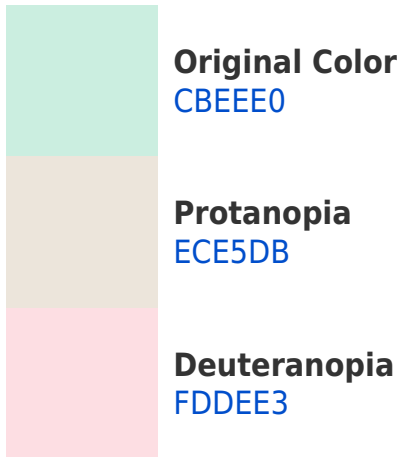 Original Color
CBEEE0
Protanopia
ECE5DB
Deuteranopia
FDDEE3